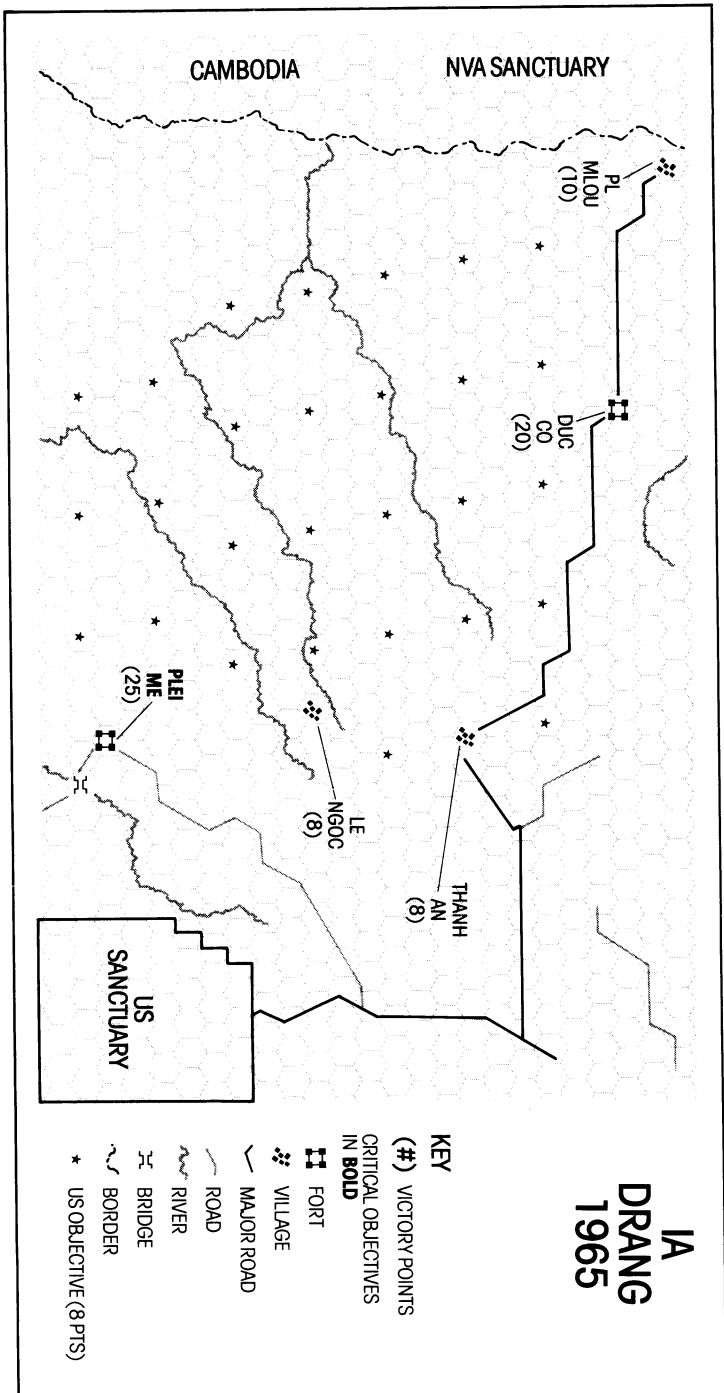 IA
DRANG
1965
CAMBODIA
NVA SANCTUARY
PL
MLOU
(10)
DUC
CO
(20)
PLEI
ME
(25)
LE
NGOC
(8)
THANH
AN
(8)
US
SANCTUARY
KEY
(#) VICTORY POINTS
CRITICAL OBJECTIVES
IN BOLD
FORT
VILLAGE
MAJOR ROAD
ROAD
RIVER
BRIDGE
BORDER
US OBJECTIVE (8 PTS)